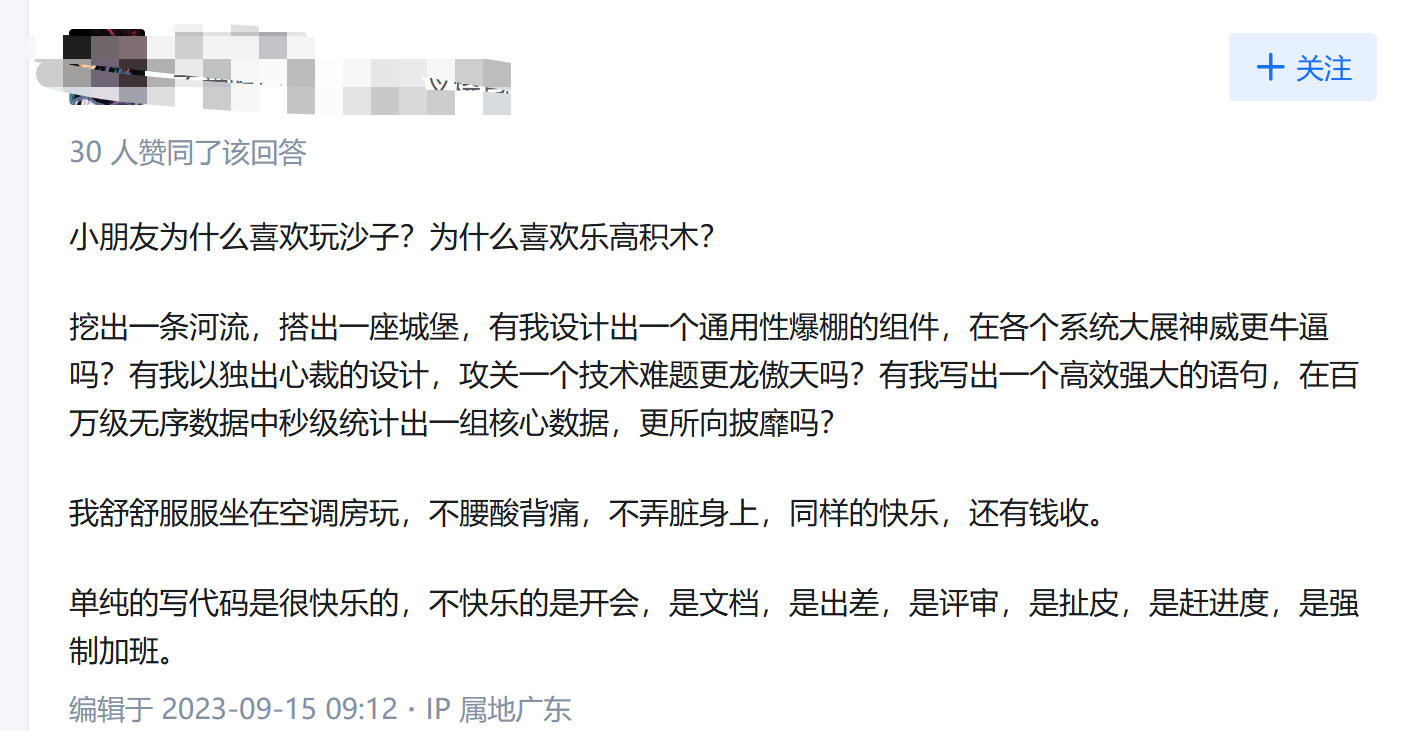 + 关注
30 人赞同了该回答
小朋友为什么喜欢玩沙子？为什么喜欢乐高积木？
挖出一条河流，搭出一座城堡，有我设计出一个通用性爆棚的组件，在各个系统大展神威更牛逼
吗？有我以独出心裁的设计，攻关一个技术难题更龙傲天吗？有我写出一个高效强大的语句，在百
万级无序数据中秒级统计出一组核心数据，更所向披靡吗？
我舒舒服服坐在空调房玩，不腰酸背痛，不弄脏身上，同样的快乐，还有钱收。
单纯的写代码是很快乐的，不快乐的是开会，是文档，是出差，是评审，是扯皮，是赶进度，是强
制加班。
编辑于 2023-09-15 09:12 · IP 属地广东